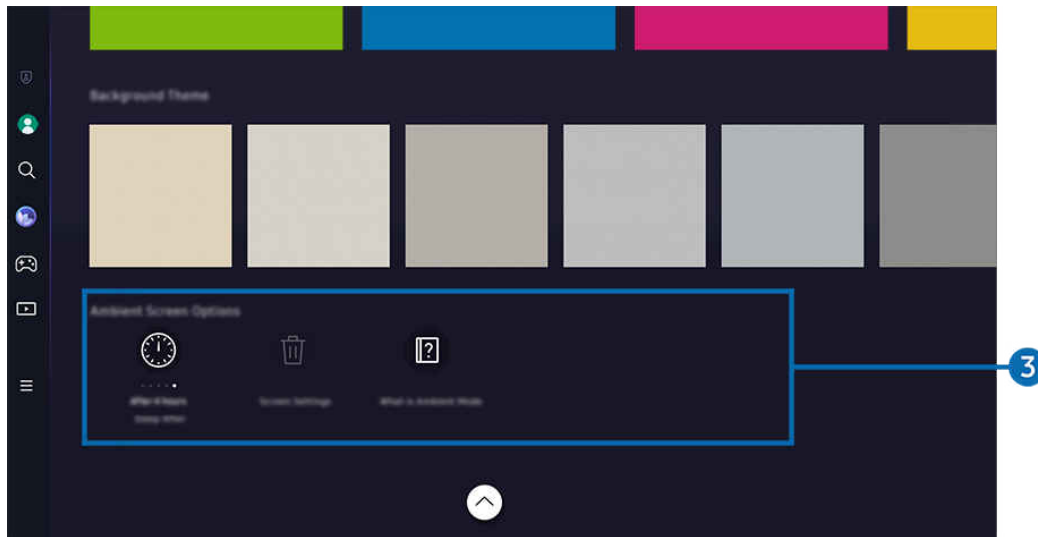 Background Theme
Ambient Screen Options
After 4 hours
Sleep After
Screen Settings
What is Ambient Mode
3